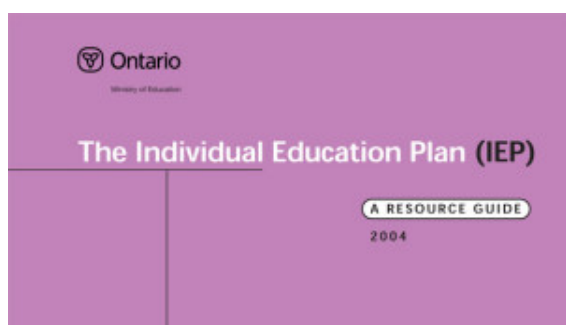 Ontario
Ministry of Education
The Individual Education Plan (IEP)
A RESOURCE GUIDE
2004